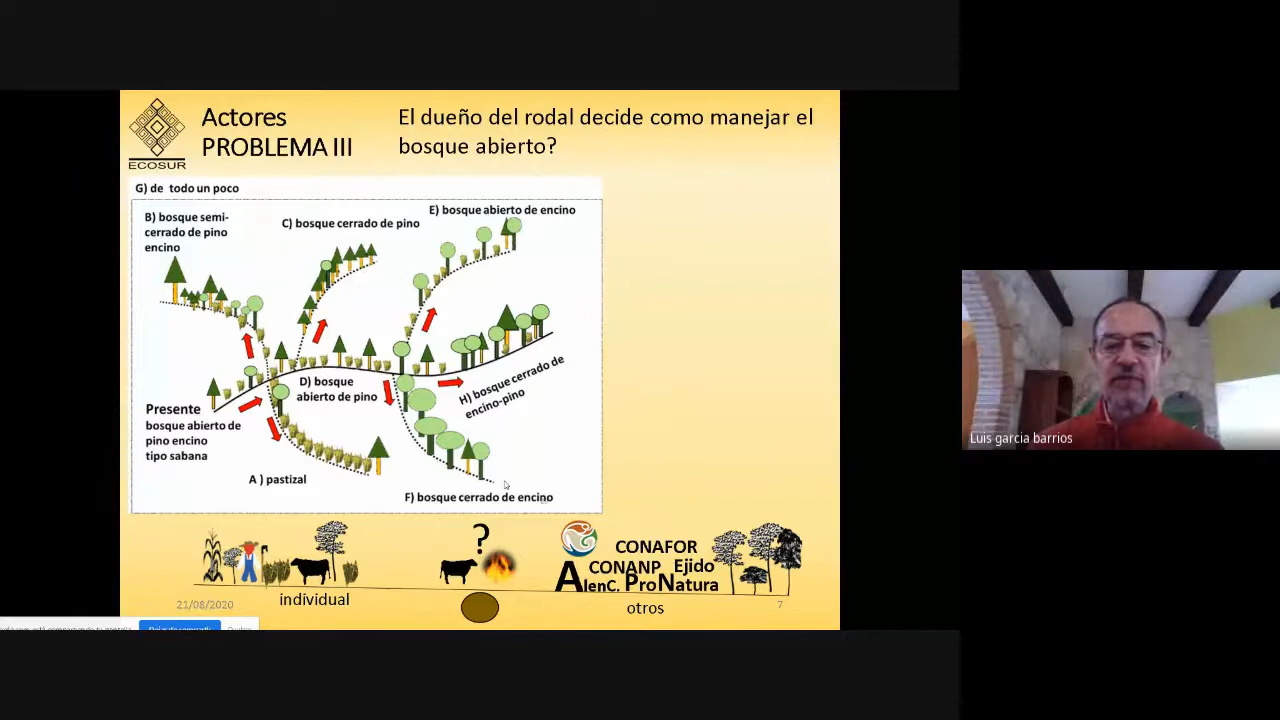 ECOSUR
Actores
PROBLEMA III
El dueño del rodal decide como manejar el
bosque abierto?
G) de todo un poco
B) bosque semi-
cerrado de pino
encino
C) bosque cerrado de pino
E) bosque abierto de encino
D) bosque
abierto de pino
H) bosque cerrado de
encino-pino
Presente
bosque abierto de
pino encino
tipo sabana
A ) pastizal
F) bosque cerrado de encino
?
CONAFOR
CONANP Ejido
AlenC. ProNatura
individual
otros
21/08/2020
7
Luis garcia barrios